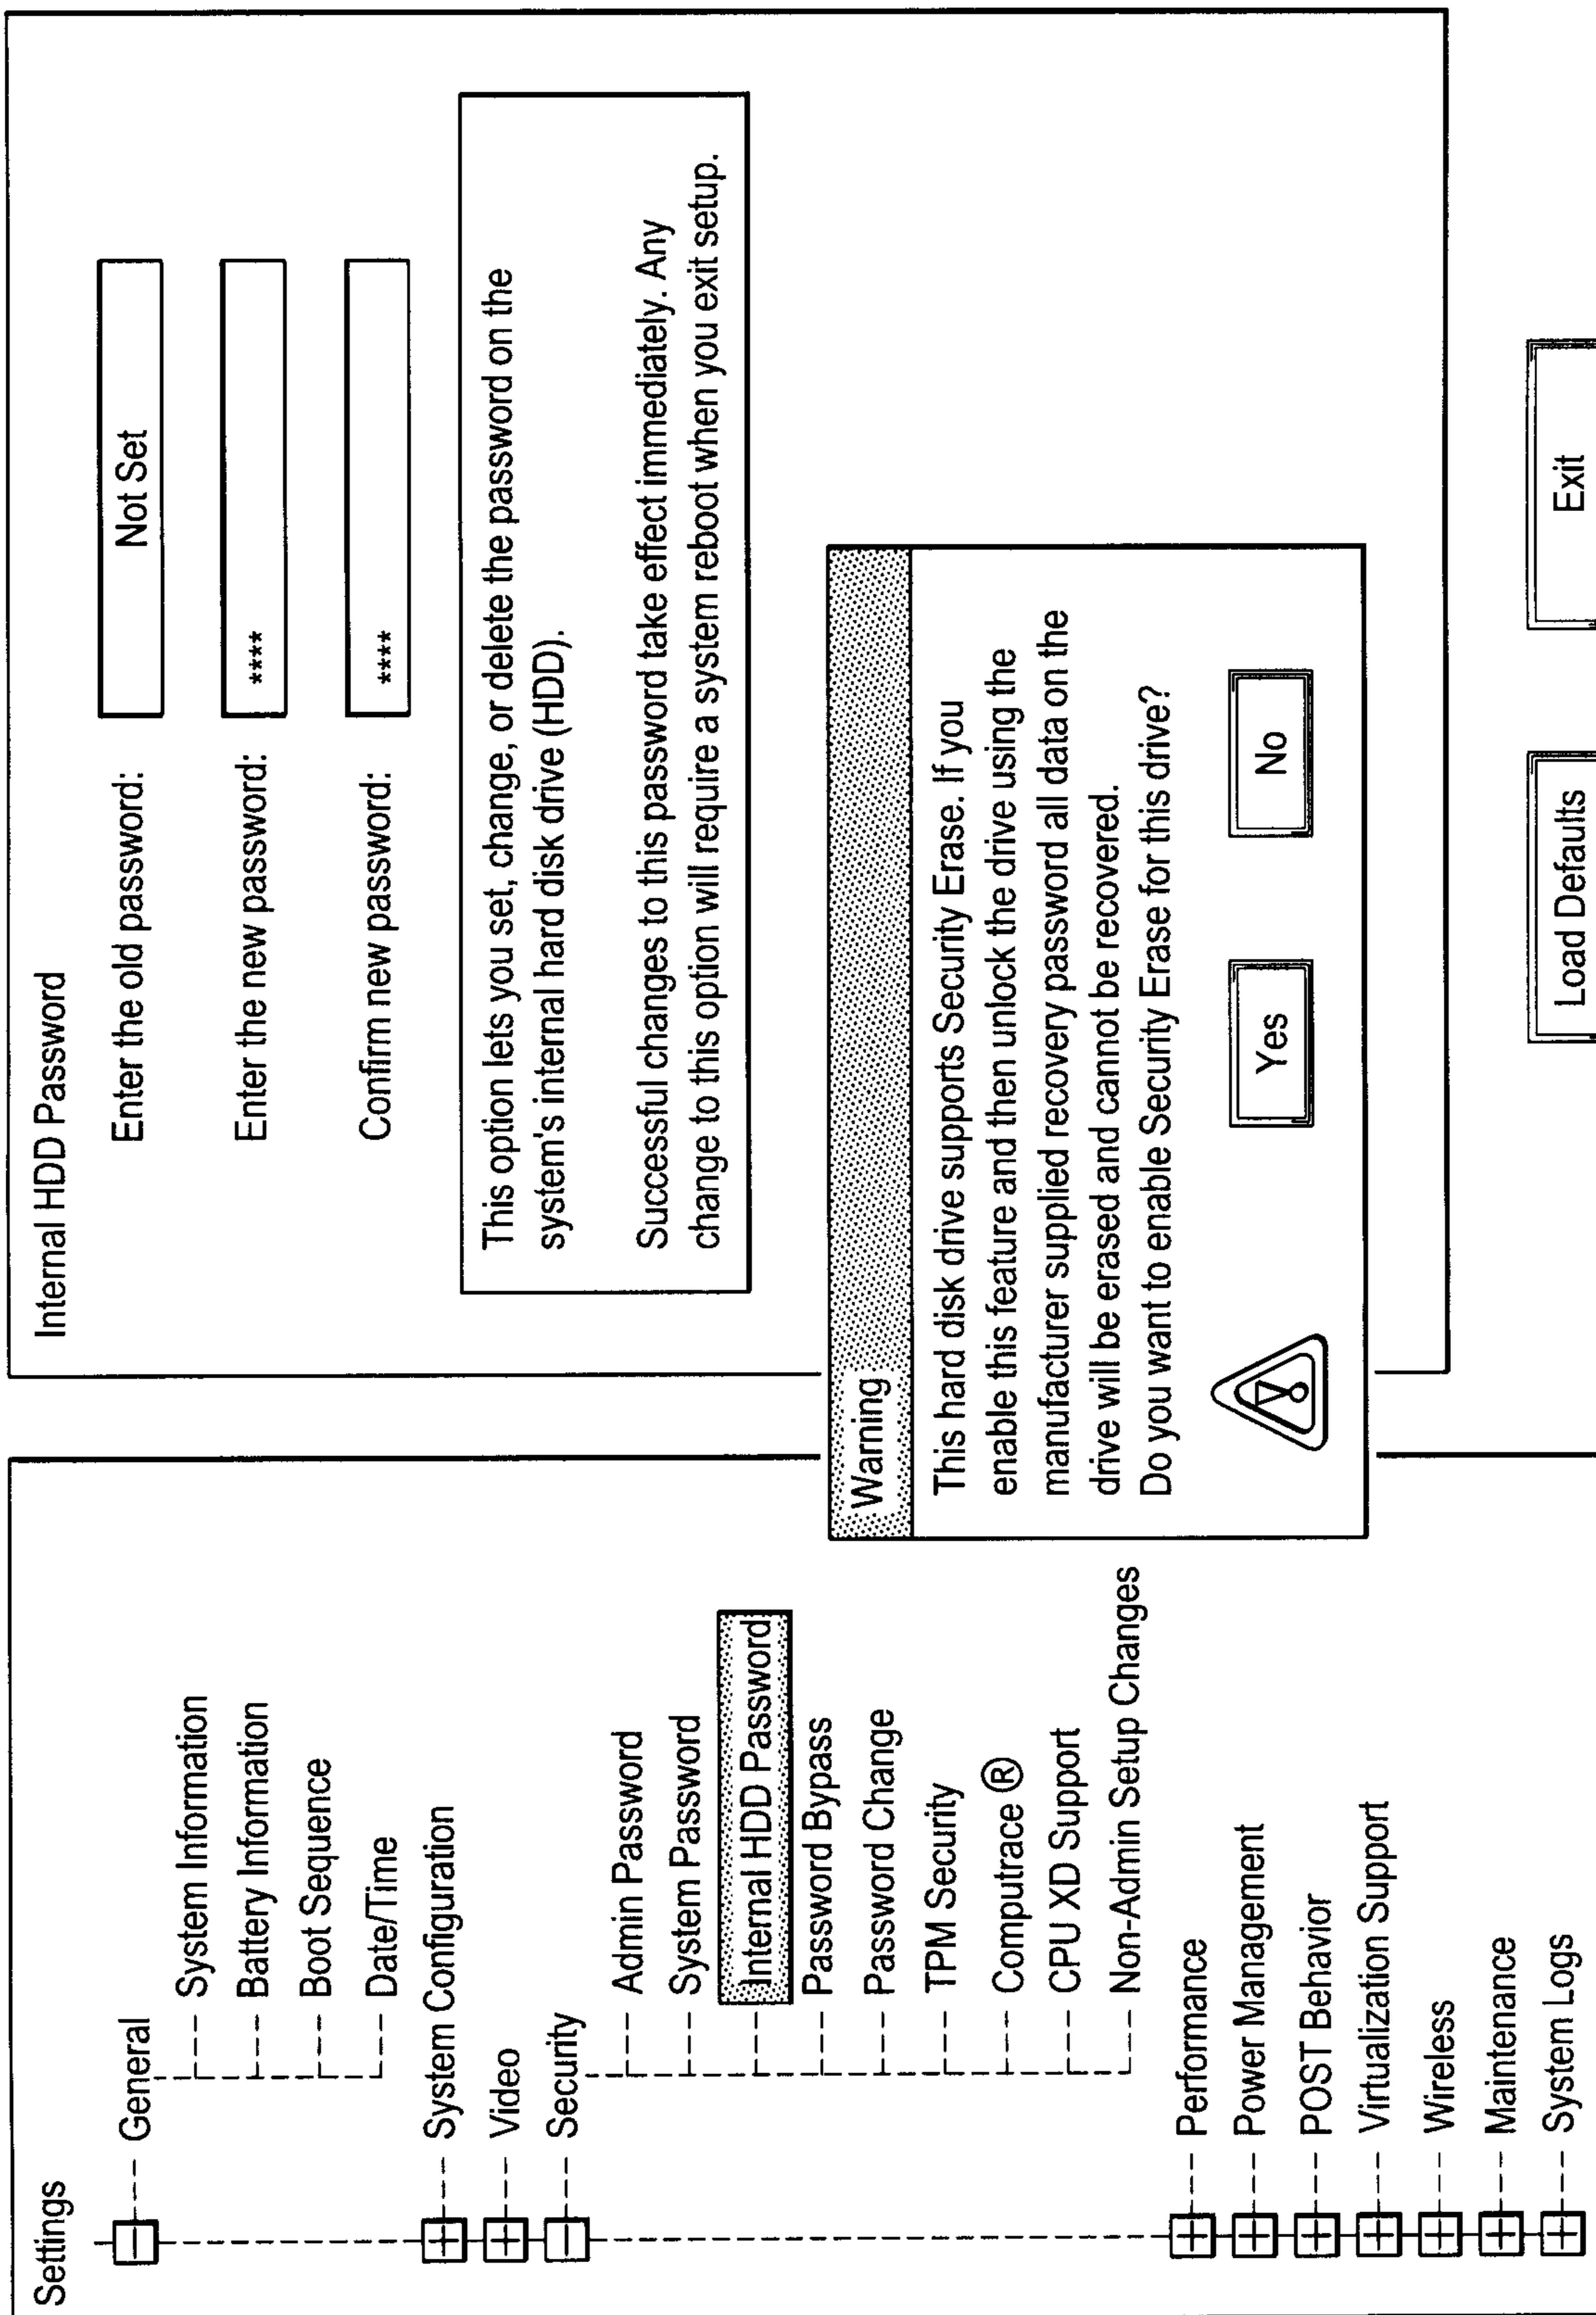 Settings
General
System Information
Battery Information
Boot Sequence
Date/Time
System Configuration
Video
Security
Admin Password
System Password
Internal HDD Password
Password Bypass
Password Change
TPM Security
Computrace ®
CPU XD Support
Non-Admin Setup Changes
Performance
Power Management
POST Behavior
Virtualization Support
Wireless
Maintenance
System Logs
Internal HDD Password
Enter the old password: Not Set
Enter the new password: ****
Confirm new password: ****
This option lets you set, change, or delete the password on the
system's internal hard disk drive (HDD).
Successful changes to this password take effect immediately. Any
change to this option will require a system reboot when you exit setup.
Warning
This hard disk drive supports Security Erase. If you
enable this feature and then unlock the drive using the
manufacturer supplied recovery password all data on the
drive will be erased and cannot be recovered.
Do you want to enable Security Erase for this drive?
Yes No
Load Defaults Exit